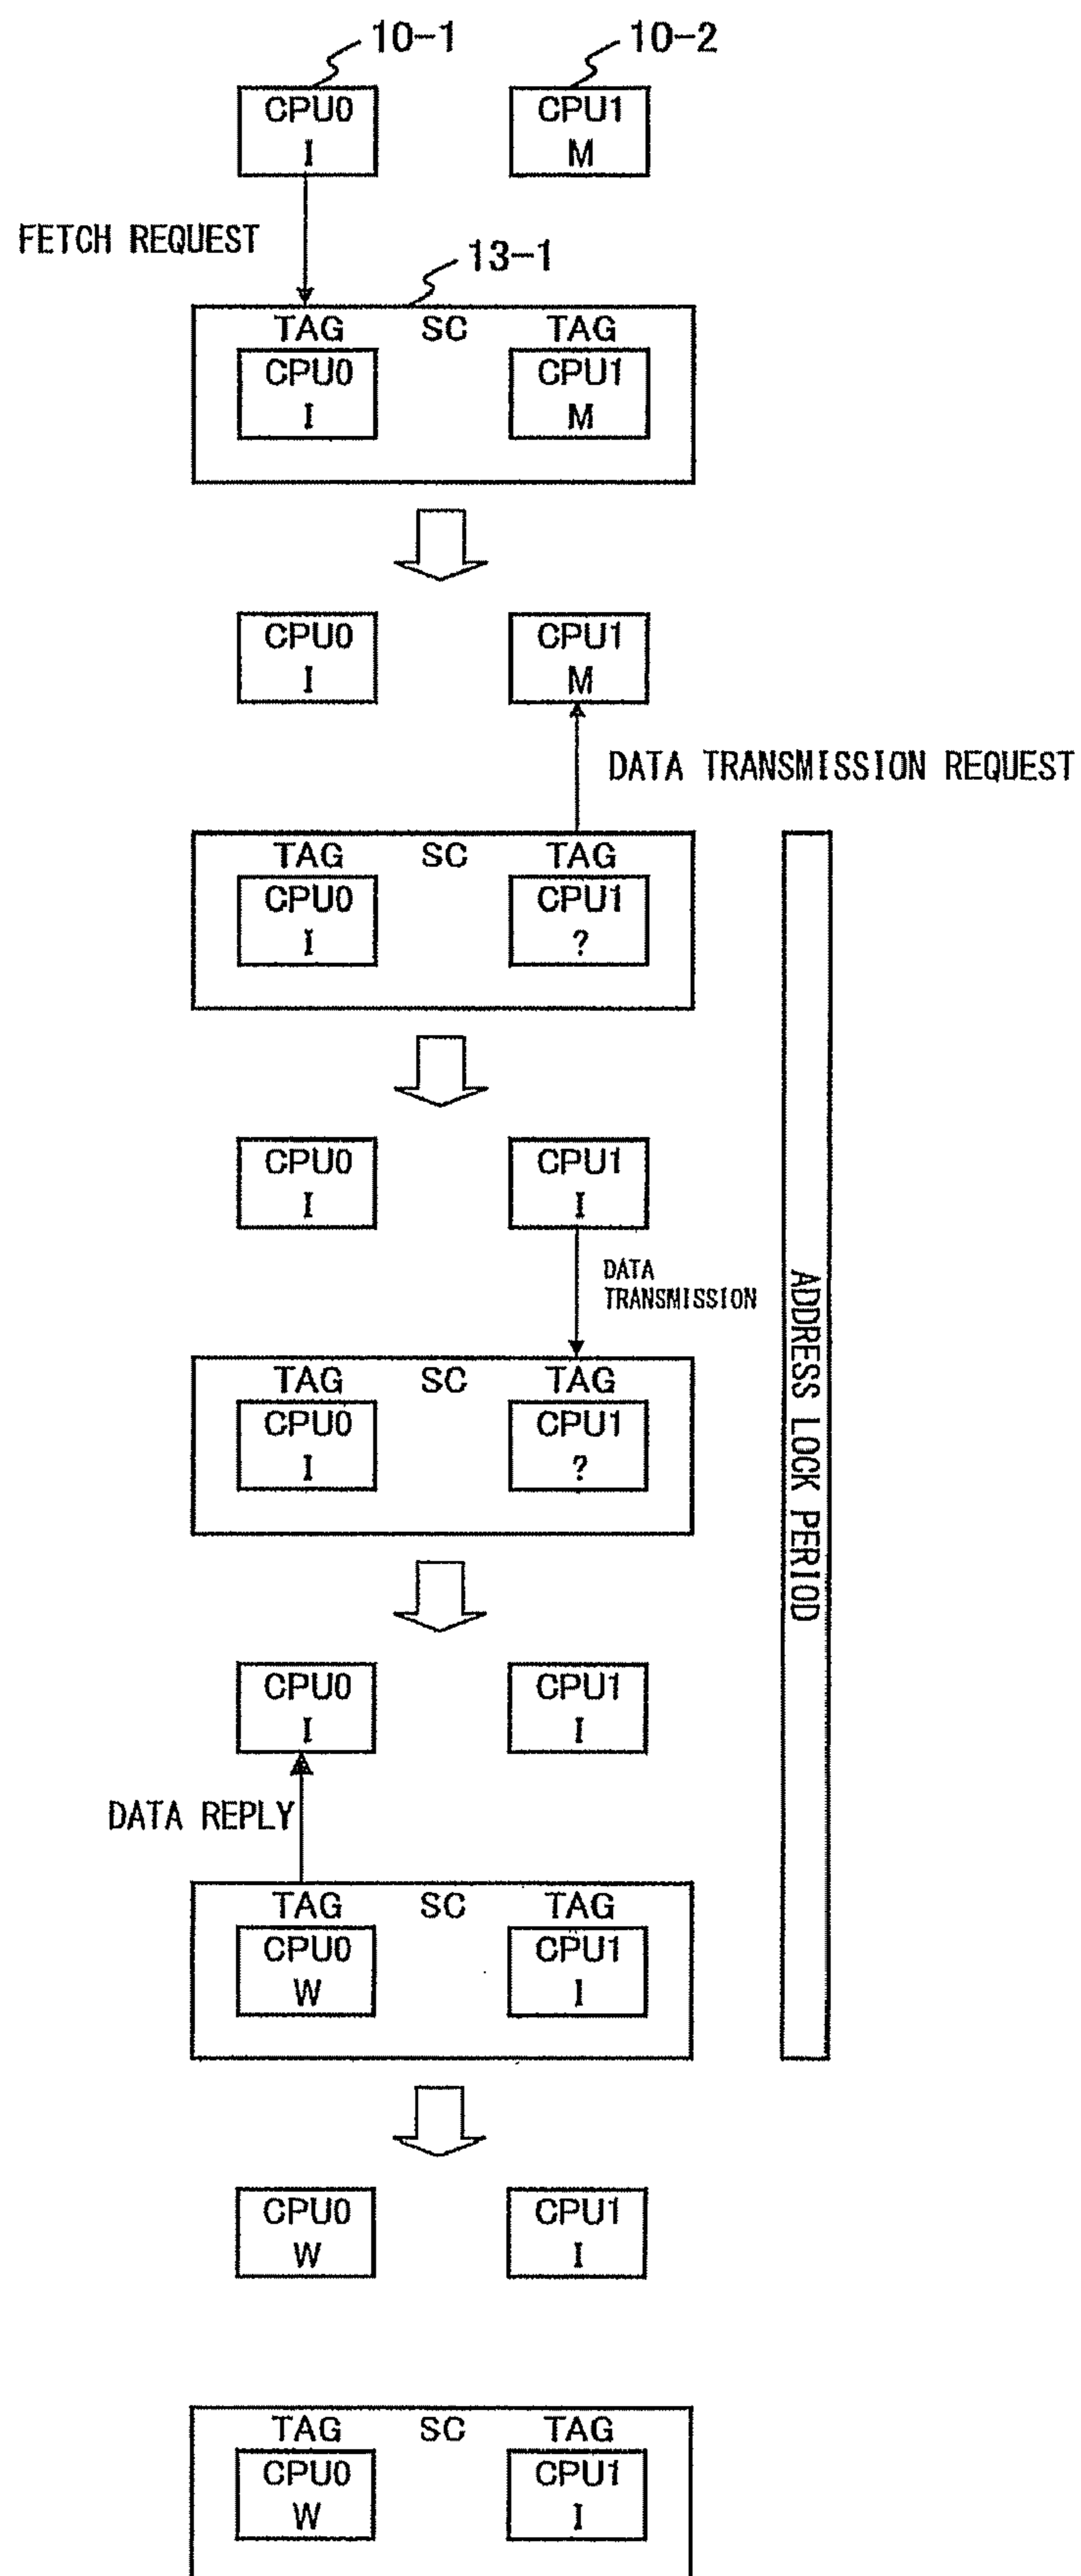 10-1 10-2
CPU0 CPU1
I M
FETCH REQUEST
13-1
TAG SC TAG
CPU0 CPU1
I M
CPU0 CPU1
I M
DATA TRANSMISSION REQUEST
TAG SC TAG
CPU0 CPU1
I ?
CPU0 CPU1
I I
DATA
TRANSMISSION
ADDRESS LOCK PERIOD
TAG SC TAG
CPU0 CPU1
I ?
CPU0 CPU1
I I
DATA REPLY
TAG SC TAG
CPU0 CPU1
W I
CPU0 CPU1
W I
TAG SC TAG
CPU0 CPU1
W I